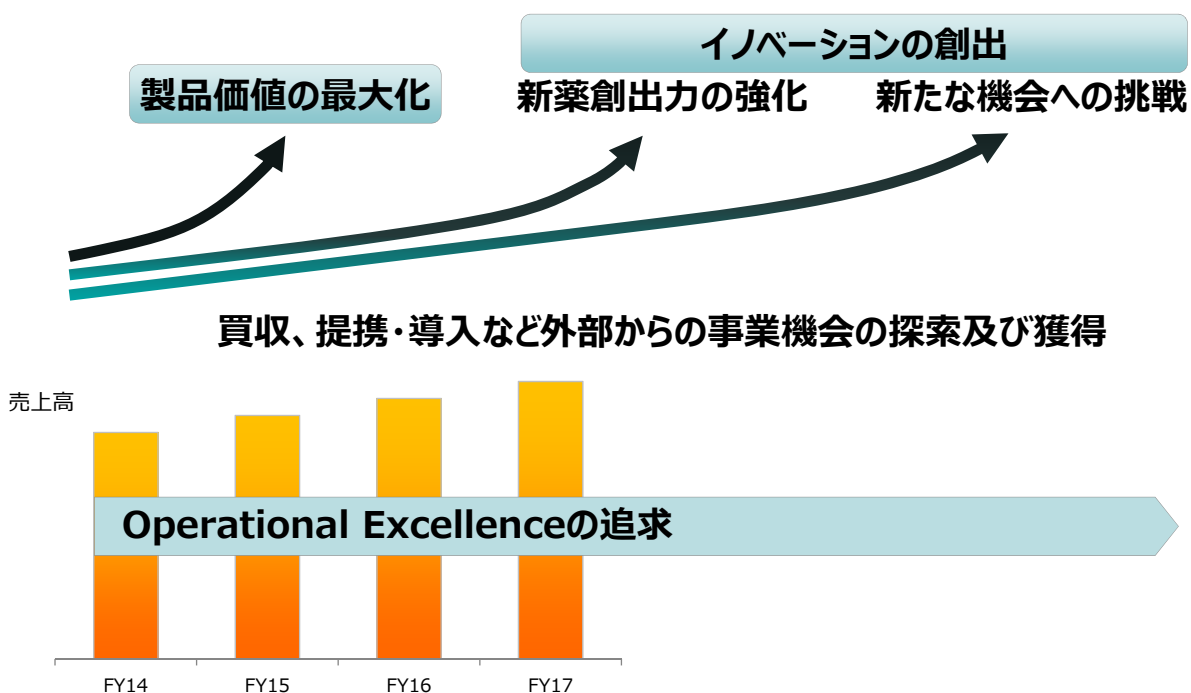 イノベーションの創出
製品価値の最大化
新薬創出力の強化
新たな機会への挑戦
買収、提携・導入など外部からの事業機会の探索及び獲得
売上高
Operational Excellenceの追求
FY14
FY15
FY16
FY17